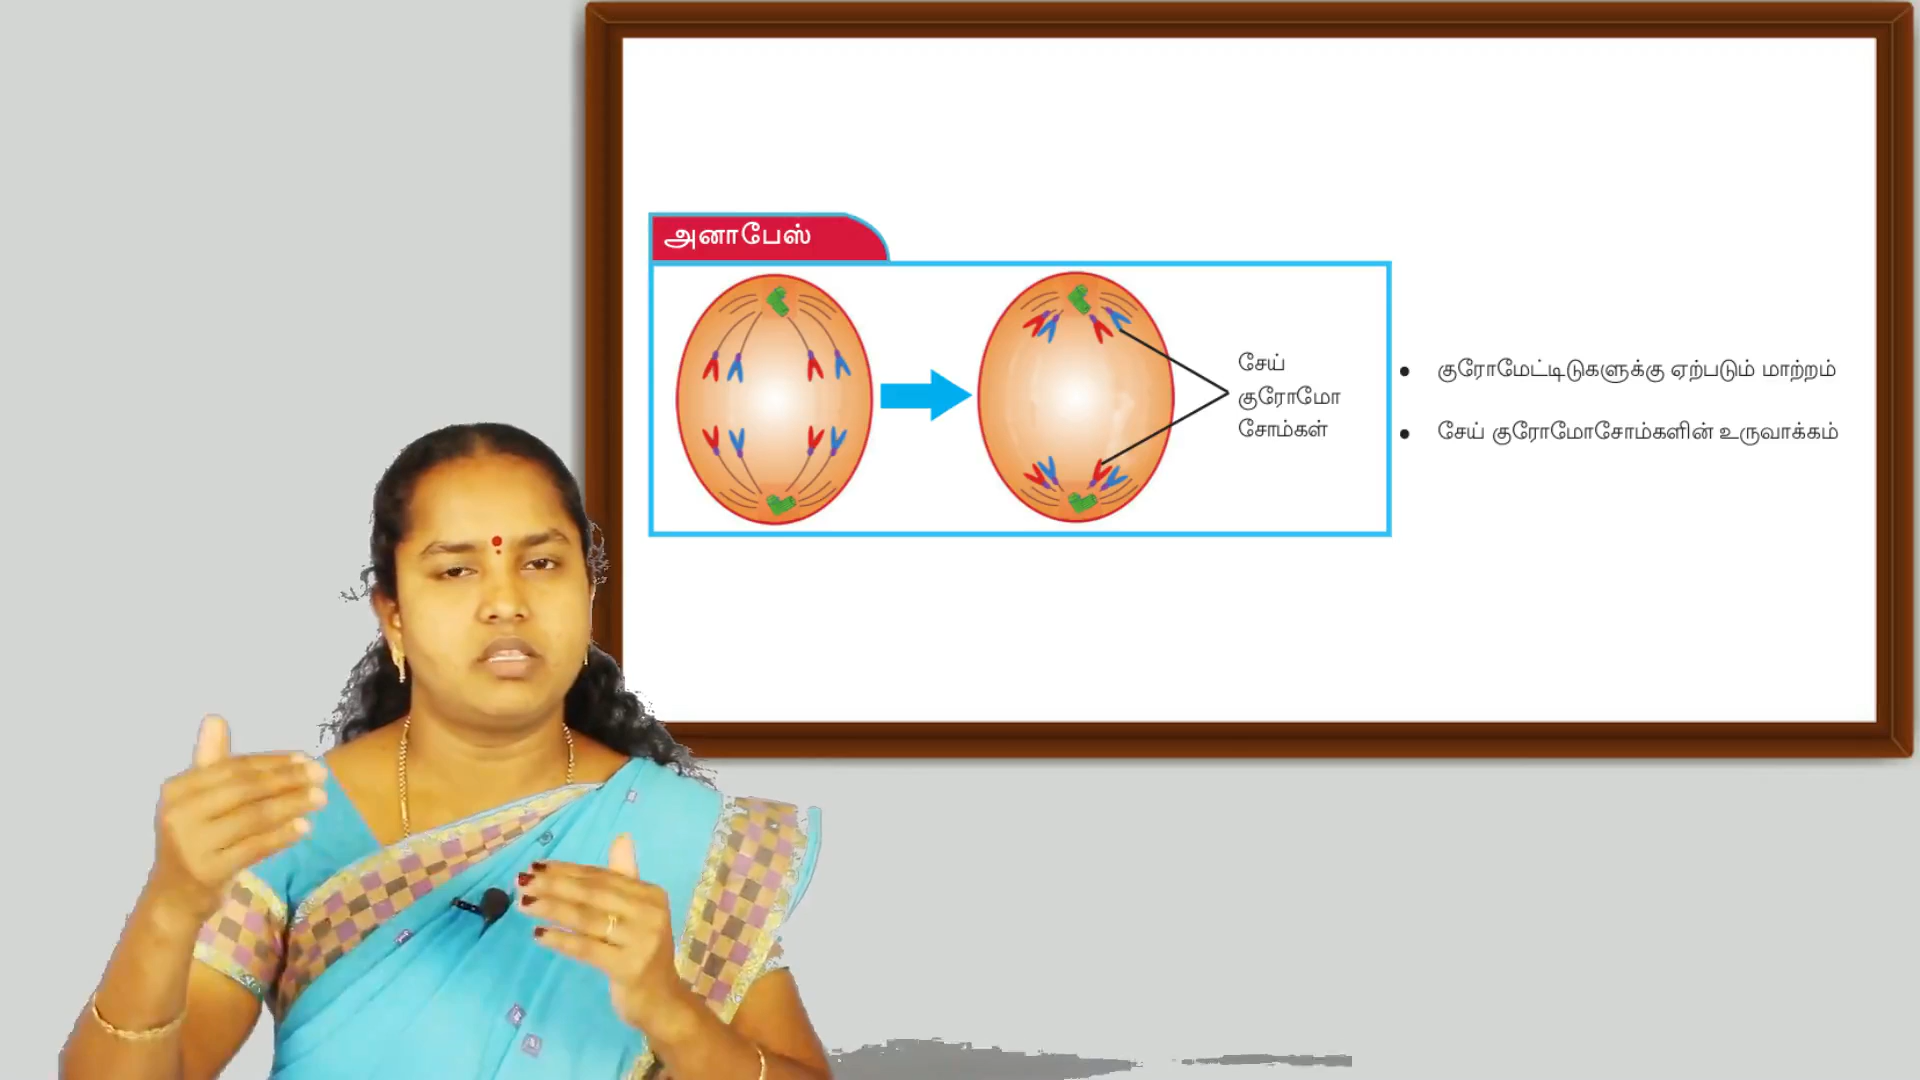 அனாபேஸ்
சேய்
குரோமோ
சோம்கள்
• குரோமேட்டிடுகளுக்கு ஏற்படும் மாற்றம்
• சேய் குரோமோசோம்களின் உருவாக்கம்